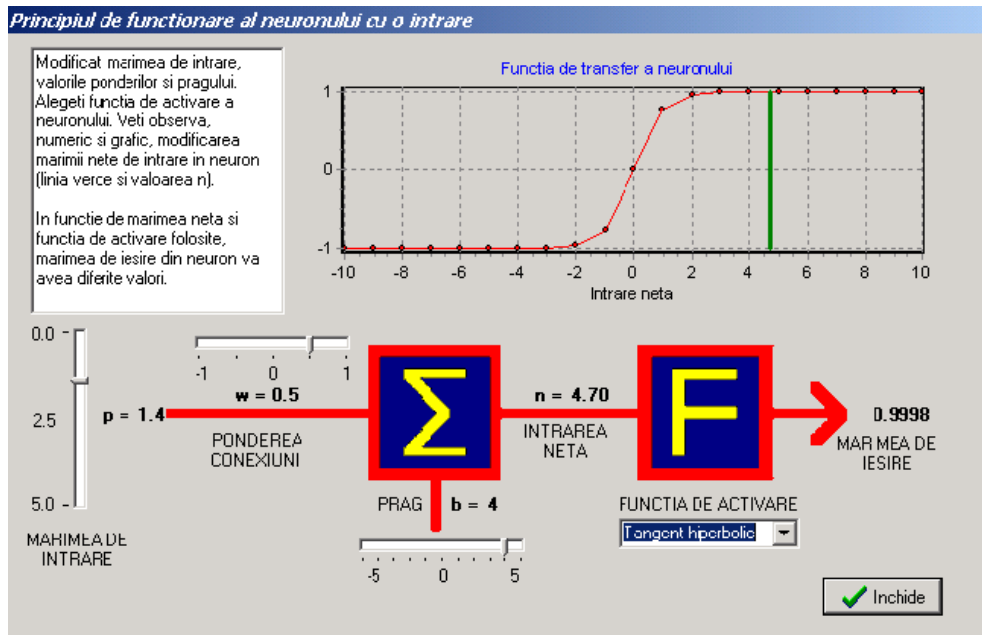 Principiul de functionare al neuronului cu o intrare
Modificat marimea de intrare,
valorile ponderilor si pragului.
Alegeti functia de activare a
neuronului. Veti observa,
numeric si grafic, modificarea
marimii nete de intrare in neuron
(linia verce si valoarea n).
In functie de marimea neta si
functia de activare folosite,
marimea de iesire din neuron va
avea diferite valori.
Functia de transfer a neuronului
1
0
-1
-10 -8 -6 -4 -2 0 2 4 6 8 10
Intrare neta
0.0
2.5
5.0
MARIMEA DE
INTRARE
p = 1.4
-1 0 1
w = 0.5
PONDEREA
CONEXIUNI
Σ
PRAG b = 4
-5 0 5
n = 4.70
INTRAREA
NETA
F
FUNCTIA DE ACTIVARE
Tangent hiperbolic
0.9998
MARIMEA DE
IESIRE
Inchide